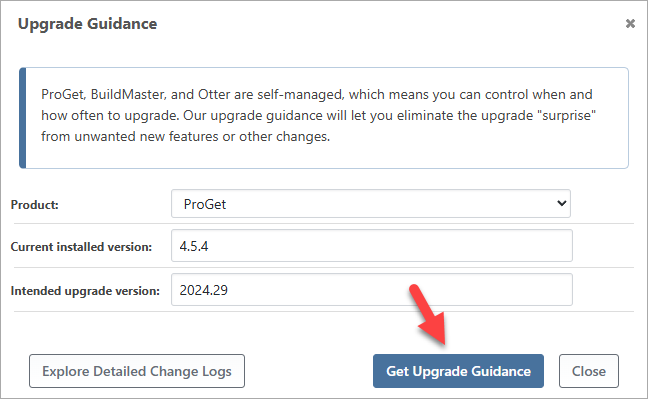 Upgrade Guidance
ProGet, BuildMaster, and Otter are self-managed, which means you can control when and
how often to upgrade. Our upgrade guidance will let you eliminate the upgrade "surprise"
from unwanted new features or other changes.
Product: ProGet
Current installed version: 4.5.4
Intended upgrade version: 2024.29
Explore Detailed Change Logs Get Upgrade Guidance Close